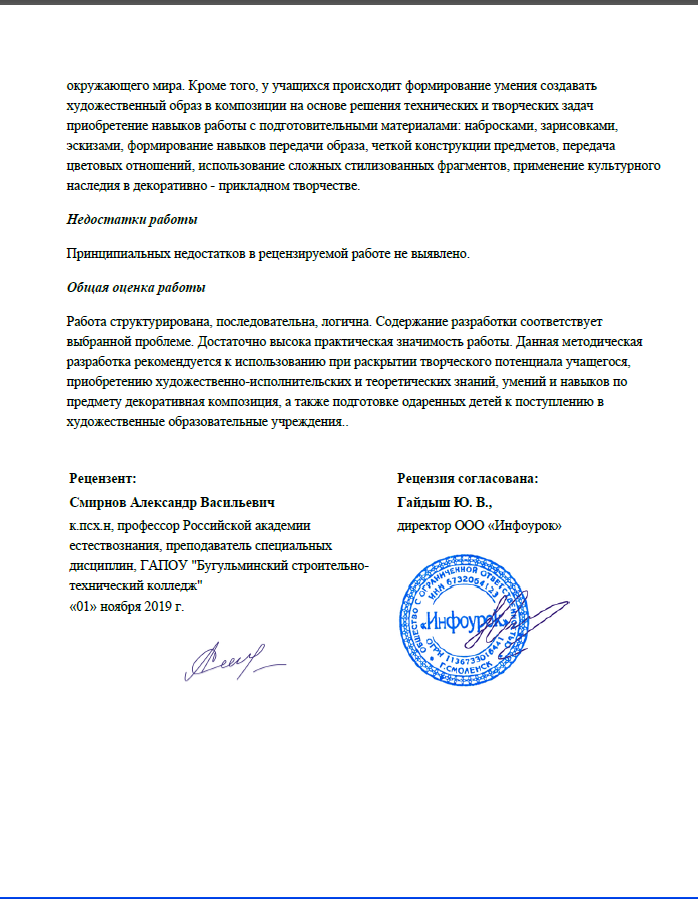 окружающего мира. Кроме того, у учащихся происходит формирование умения создавать
художественный образ в композиции на основе решения технических и творческих задач
приобретение навыков работы с подготовительными материалами: набросками, зарисовками,
эскизами, формирование навыков передачи образа, четкой конструкции предметов, передача
цветовых отношений, использование сложных стилизованных фрагментов, применение культурного
наследия в декоративно - прикладном творчестве.
Недостатки работы
Принципиальных недостатков в рецензируемой работе не выявлено.
Общая оценка работы
Работа структурирована, последовательна, логична. Содержание разработки соответствует
выбранной проблеме. Достаточно высока практическая значимость работы. Данная методическая
разработка рекомендуется к использованию при раскрытии творческого потенциала учащегося,
приобретению художественно-исполнительских и теоретических знаний, умений и навыков по
предмету декоративная композиция, а также подготовке одаренных детей к поступлению в
художественные образовательные учреждения..
Рецензент:
Смирнов Александр Васильевич
к.псх.н, профессор Российской академии
естествознания, преподаватель специальных
дисциплин, ГАПОУ "Бугульминский строительно-
технический колледж"
«01» ноября 2019 г.
Рецензия согласована:
Гайдыш Ю. В.,
директор ООО «Инфоурок»
ОБЩЕСТВО С ОГРАНИЧЕННОЙ ОТВЕТСТВЕННОСТЬЮ
ИНН 6732064123
«Инфоурок»
ОГРН 1136733016441
* Г.СМОЛЕНСК *